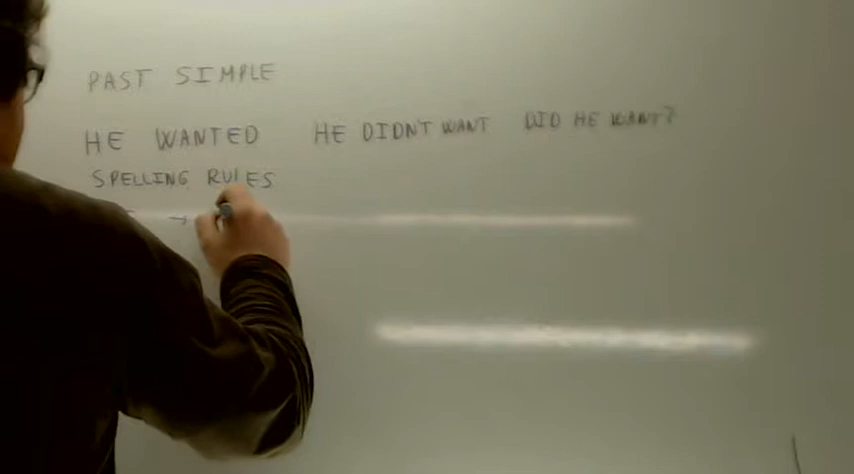 PAST SIMPLE
HE WANTED HE DIDN'T WANT DID HE WANT?
SPELLING RULES
→